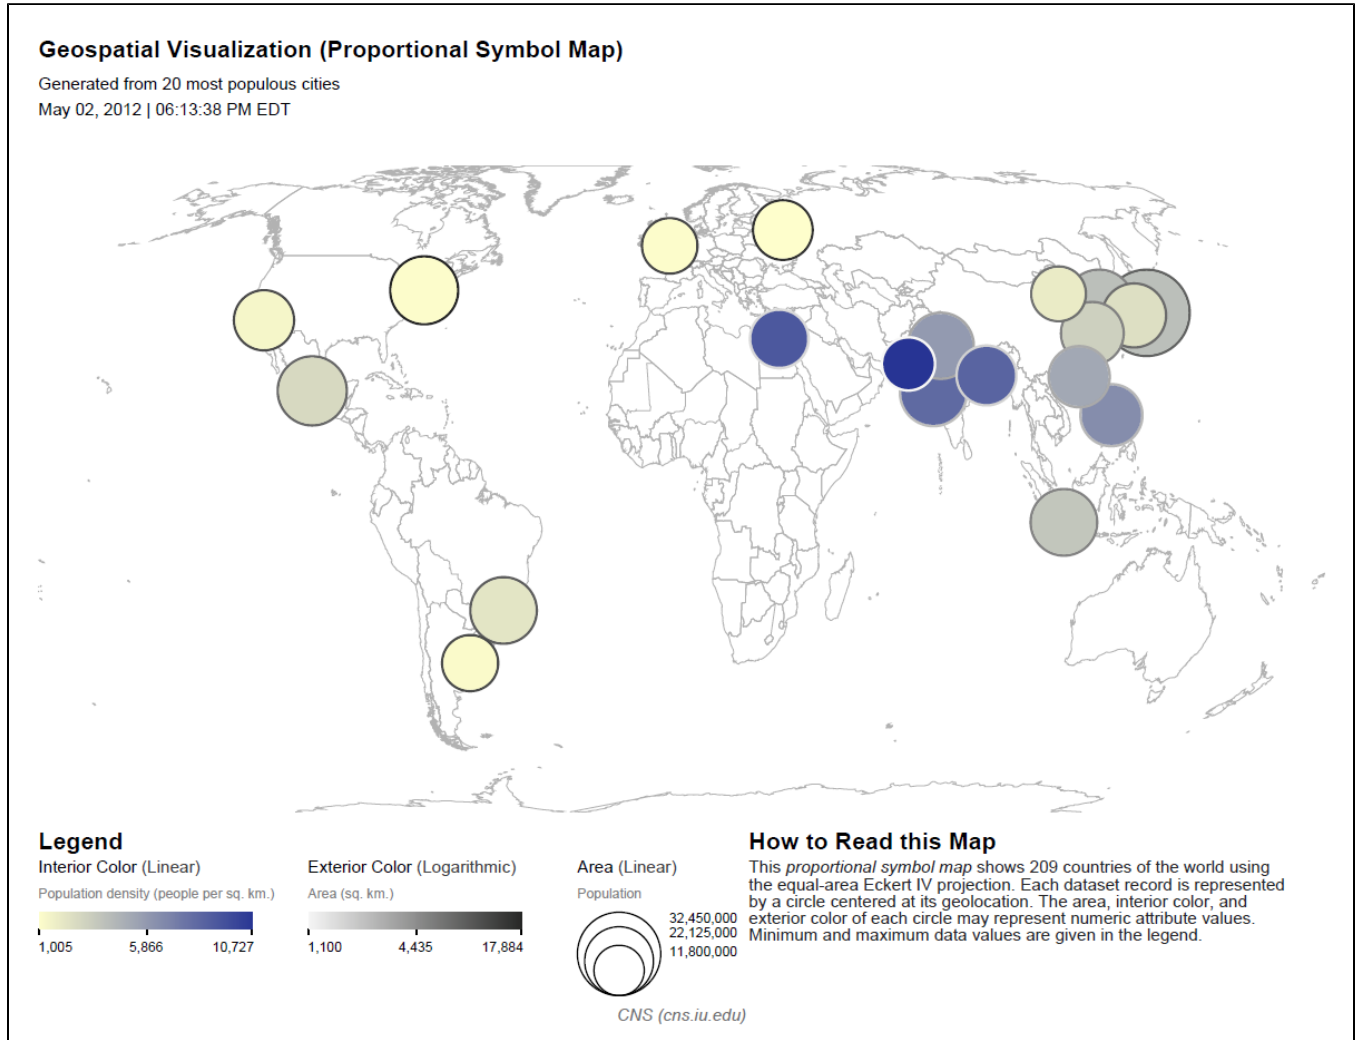 Geospatial Visualization (Proportional Symbol Map)
Generated from 20 most populous cities
May 02, 2012 | 06:13:38 PM EDT
Legend
Interior Color (Linear)
Population density (people per sq. km.)
1,005 5,866 10,727
Exterior Color (Logarithmic)
Area (sq. km.)
1,100 4,435 17,884
Area (Linear)
Population
32,450,000
22,125,000
11,800,000
How to Read this Map
This proportional symbol map shows 209 countries of the world using
the equal-area Eckert IV projection. Each dataset record is represented
by a circle centered at its geolocation. The area, interior color, and
exterior color of each circle may represent numeric attribute values.
Minimum and maximum data values are given in the legend.
CNS (cns.iu.edu)